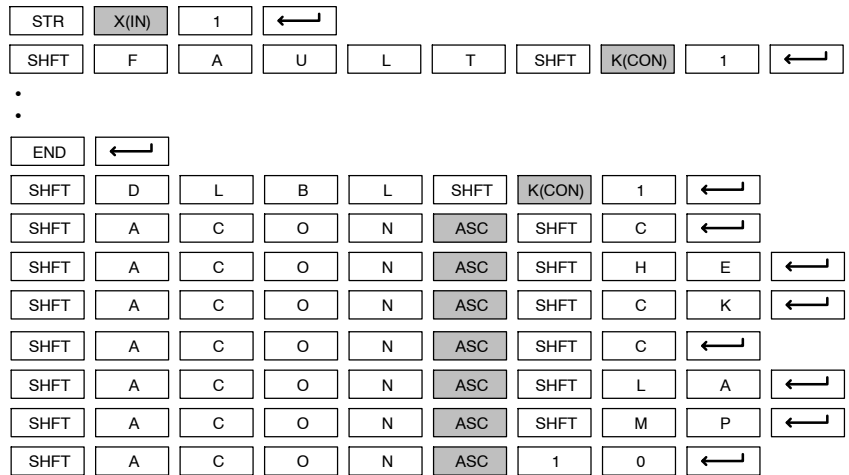 STR X(IN) 1
SHFT F A U L T SHFT K(CON) 1
END
SHFT D L B L SHFT K(CON) 1
SHFT A C O N ASC SHFT C
SHFT A C O N ASC SHFT H E
SHFT A C O N ASC SHFT C K
SHFT A C O N ASC SHFT C
SHFT A C O N ASC SHFT L A
SHFT A C O N ASC SHFT M P
SHFT A C O N ASC 1 0